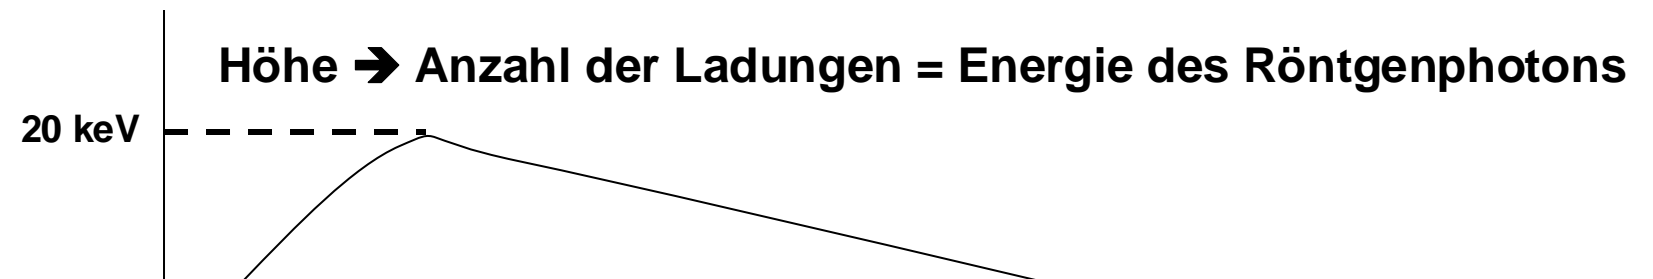 Höhe ➔ Anzahl der Ladungen = Energie des Röntgenphotons
20 keV